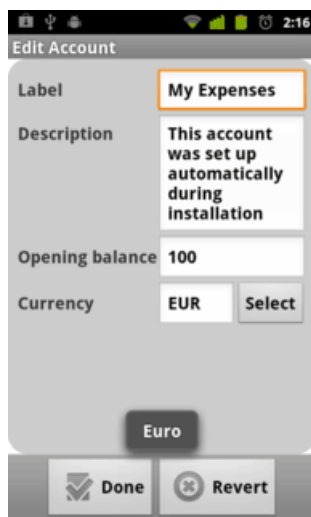 2:16
Edit Account
Label
My Expenses
Description
This account
was set up
automatically
during
installation
Opening balance
100
Currency
EUR
Select
Euro
Done
Revert